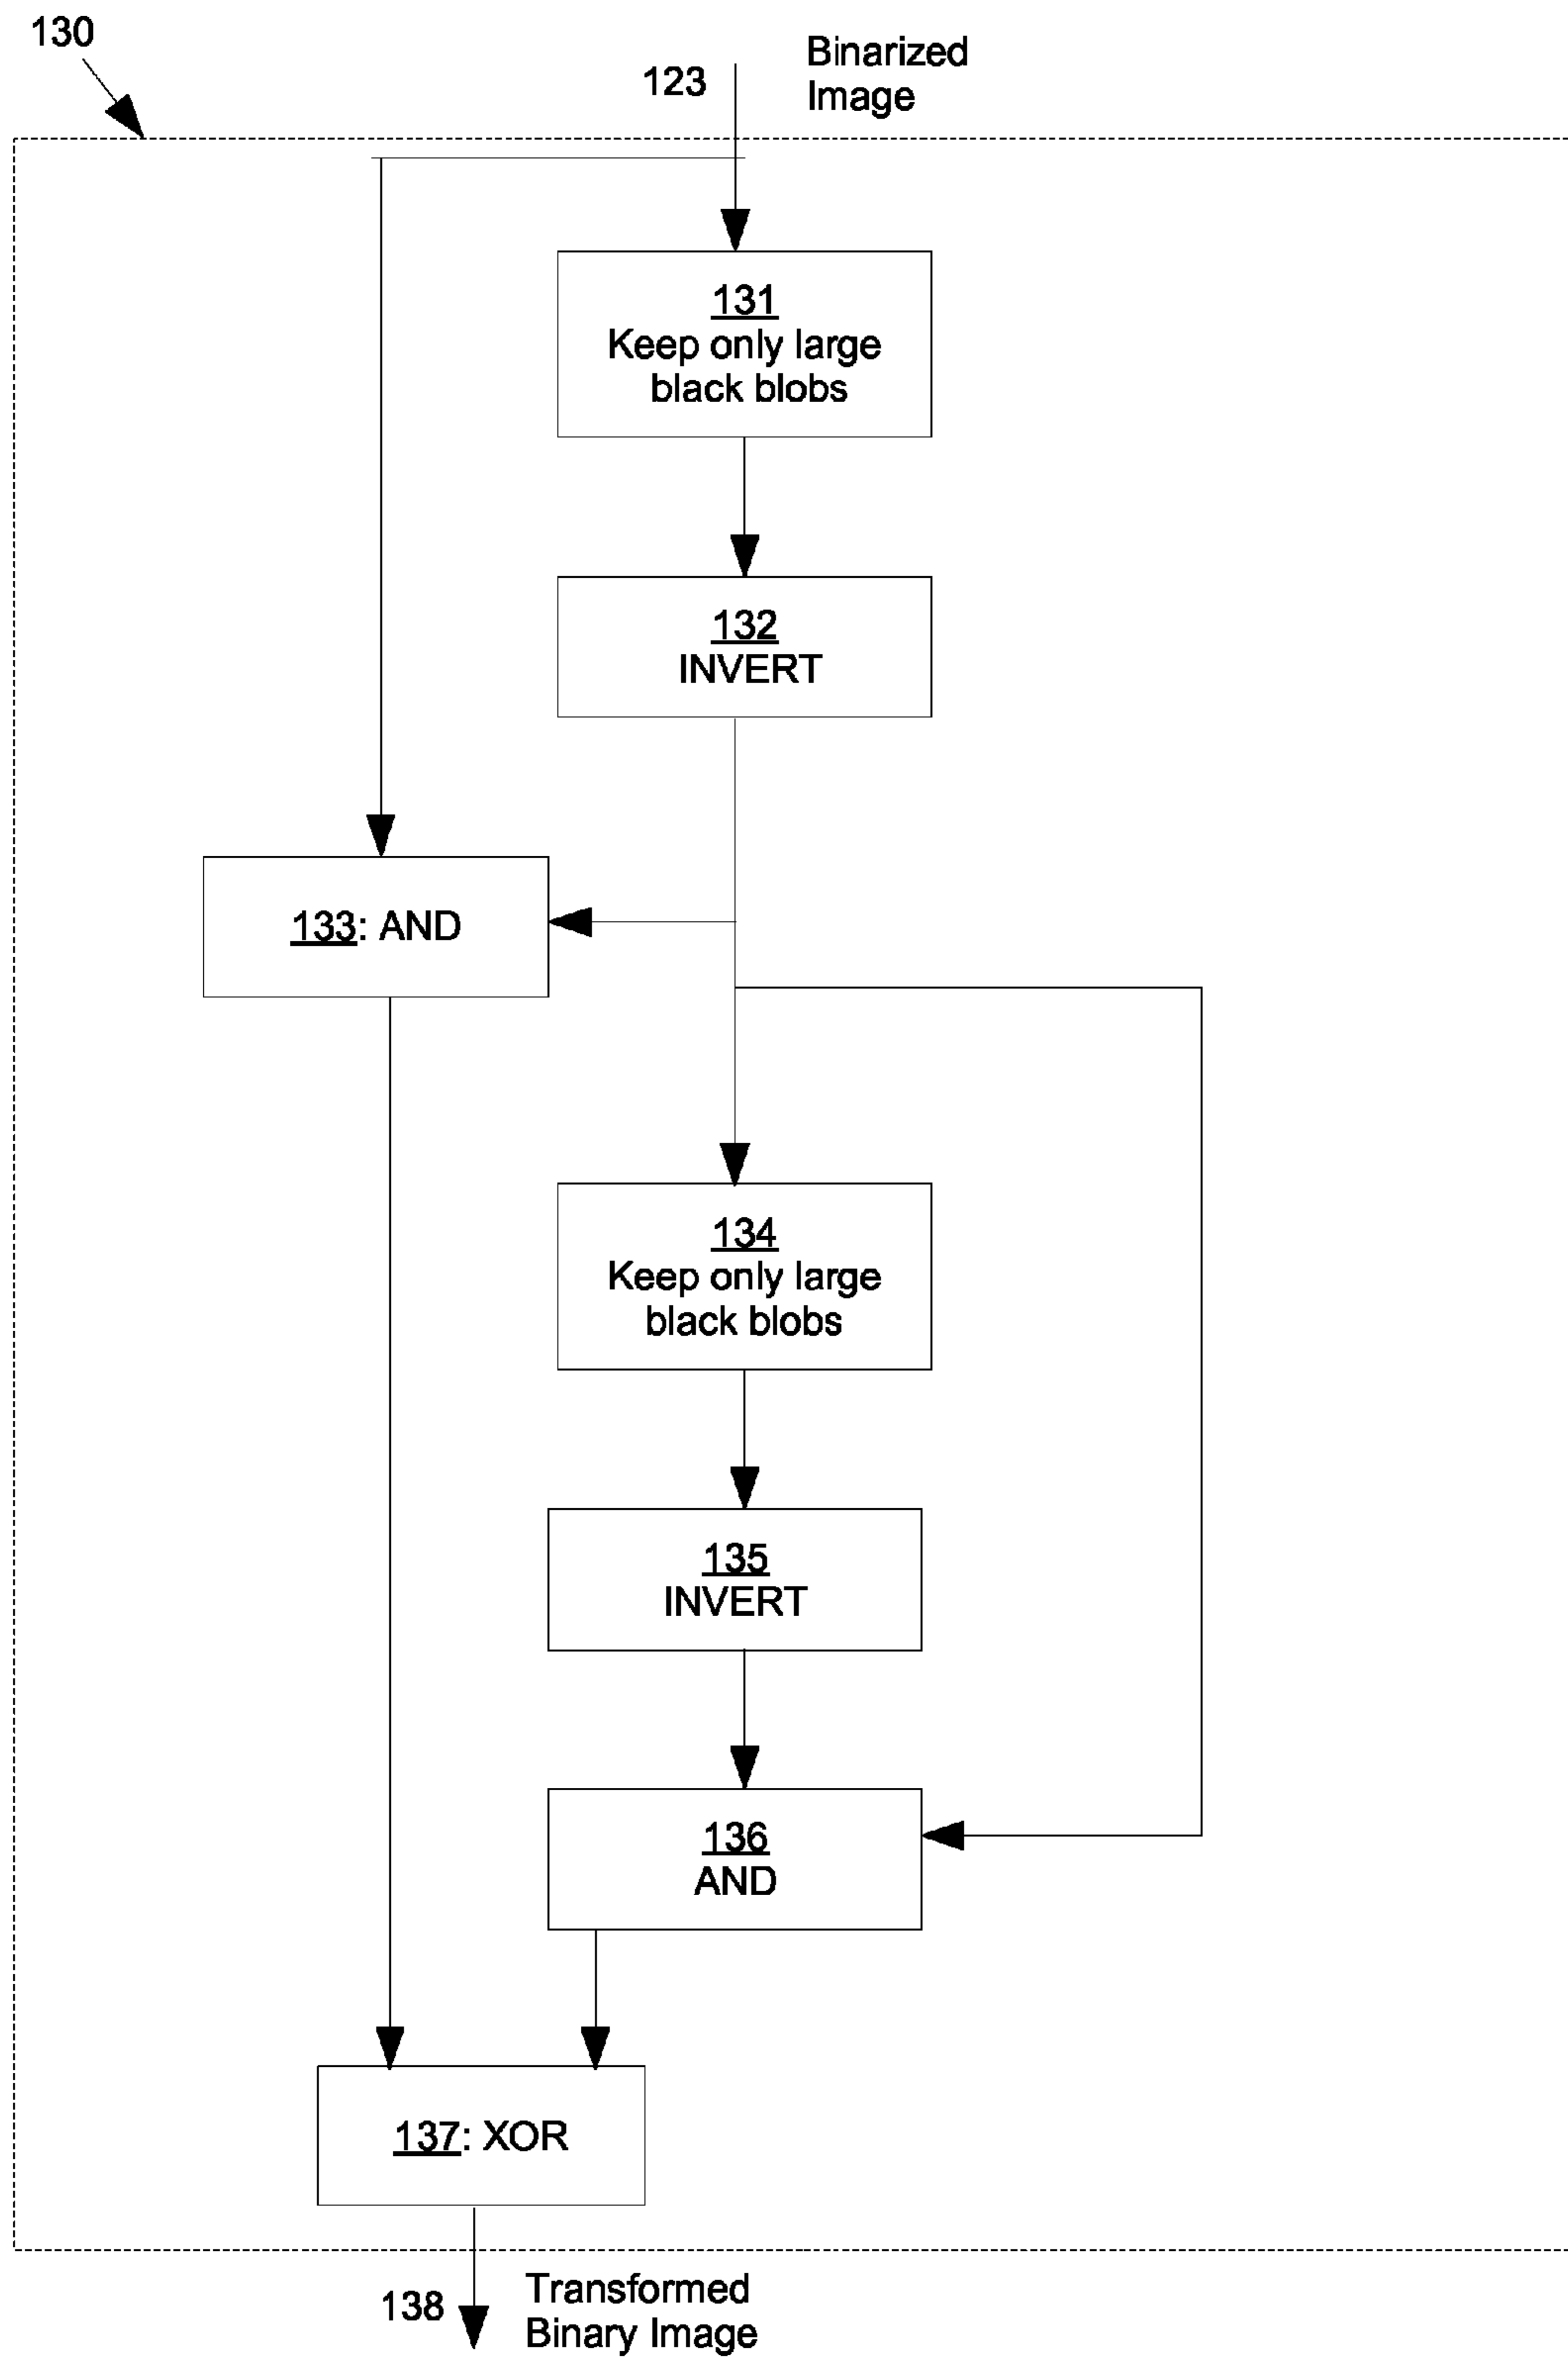 130
123
Binarized
Image
131
Keep only large
black blobs
132
INVERT
133: AND
134
Keep only large
black blobs
135
INVERT
136
AND
137: XOR
138
Transformed
Binary Image